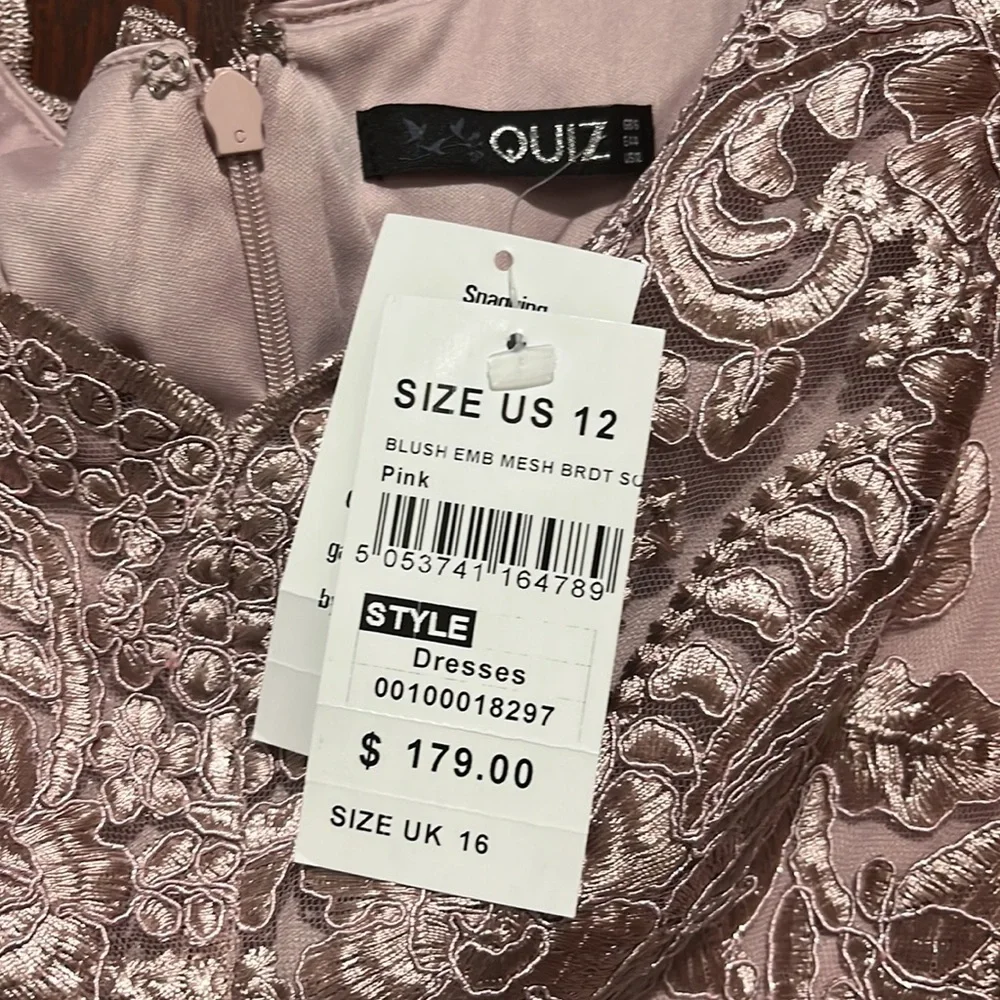 C
QUIZ
Snagging
SIZE US 12
BLUSH EMB MESH BRDT
Pink
5 053741 164789
STYLE
Dresses
00100018297
$ 179.00
SIZE UK 16